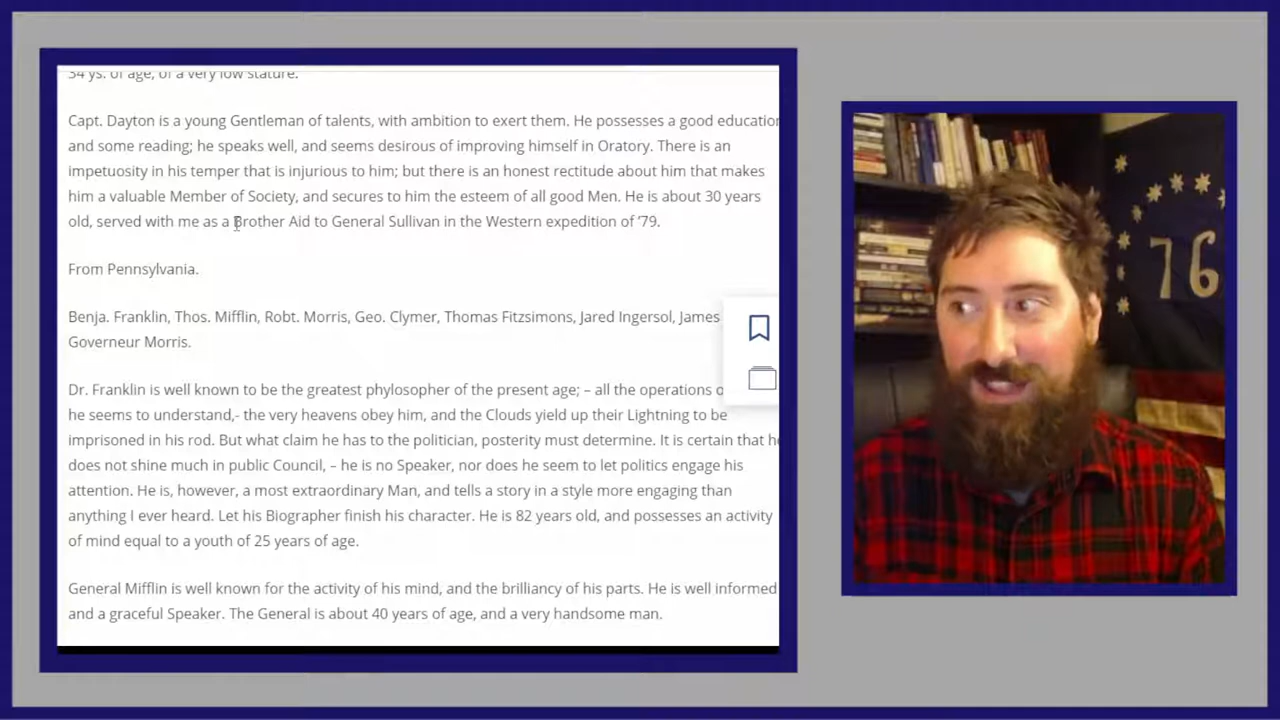 34 ys. of age, of a very low stature.
Capt. Dayton is a young Gentleman of talents, with ambition to exert them. He possesses a good education
and some reading; he speaks well, and seems desirous of improving himself in Oratory. There is an
impetuosity in his temper that is injurious to him; but there is an honest rectitude about him that makes
him a valuable Member of Society, and secures to him the esteem of all good Men. He is about 30 years
old, served with me as a Brother Aid to General Sullivan in the Western expedition of '79.
From Pennsylvania.
Benja. Franklin, Thos. Mifflin, Robt. Morris, Geo. Clymer, Thomas Fitzsimons, Jared Ingersol, James
Governeur Morris.
Dr. Franklin is well known to be the greatest phylosopher of the present age; – all the operations
he seems to understand,- the very heavens obey him, and the Clouds yield up their Lightning to be
imprisoned in his rod. But what claim he has to the politician, posterity must determine. It is certain that
does not shine much in public Council, – he is no Speaker, nor does he seem to let politics engage his
attention. He is, however, a most extraordinary Man, and tells a story in a style more engaging than
anything I ever heard. Let his Biographer finish his character. He is 82 years old, and possesses an activity
of mind equal to a youth of 25 years of age.
General Mifflin is well known for the activity of his mind, and the brilliancy of his parts. He is well informed
and a graceful Speaker. The General is about 40 years of age, and a very handsome man.
76